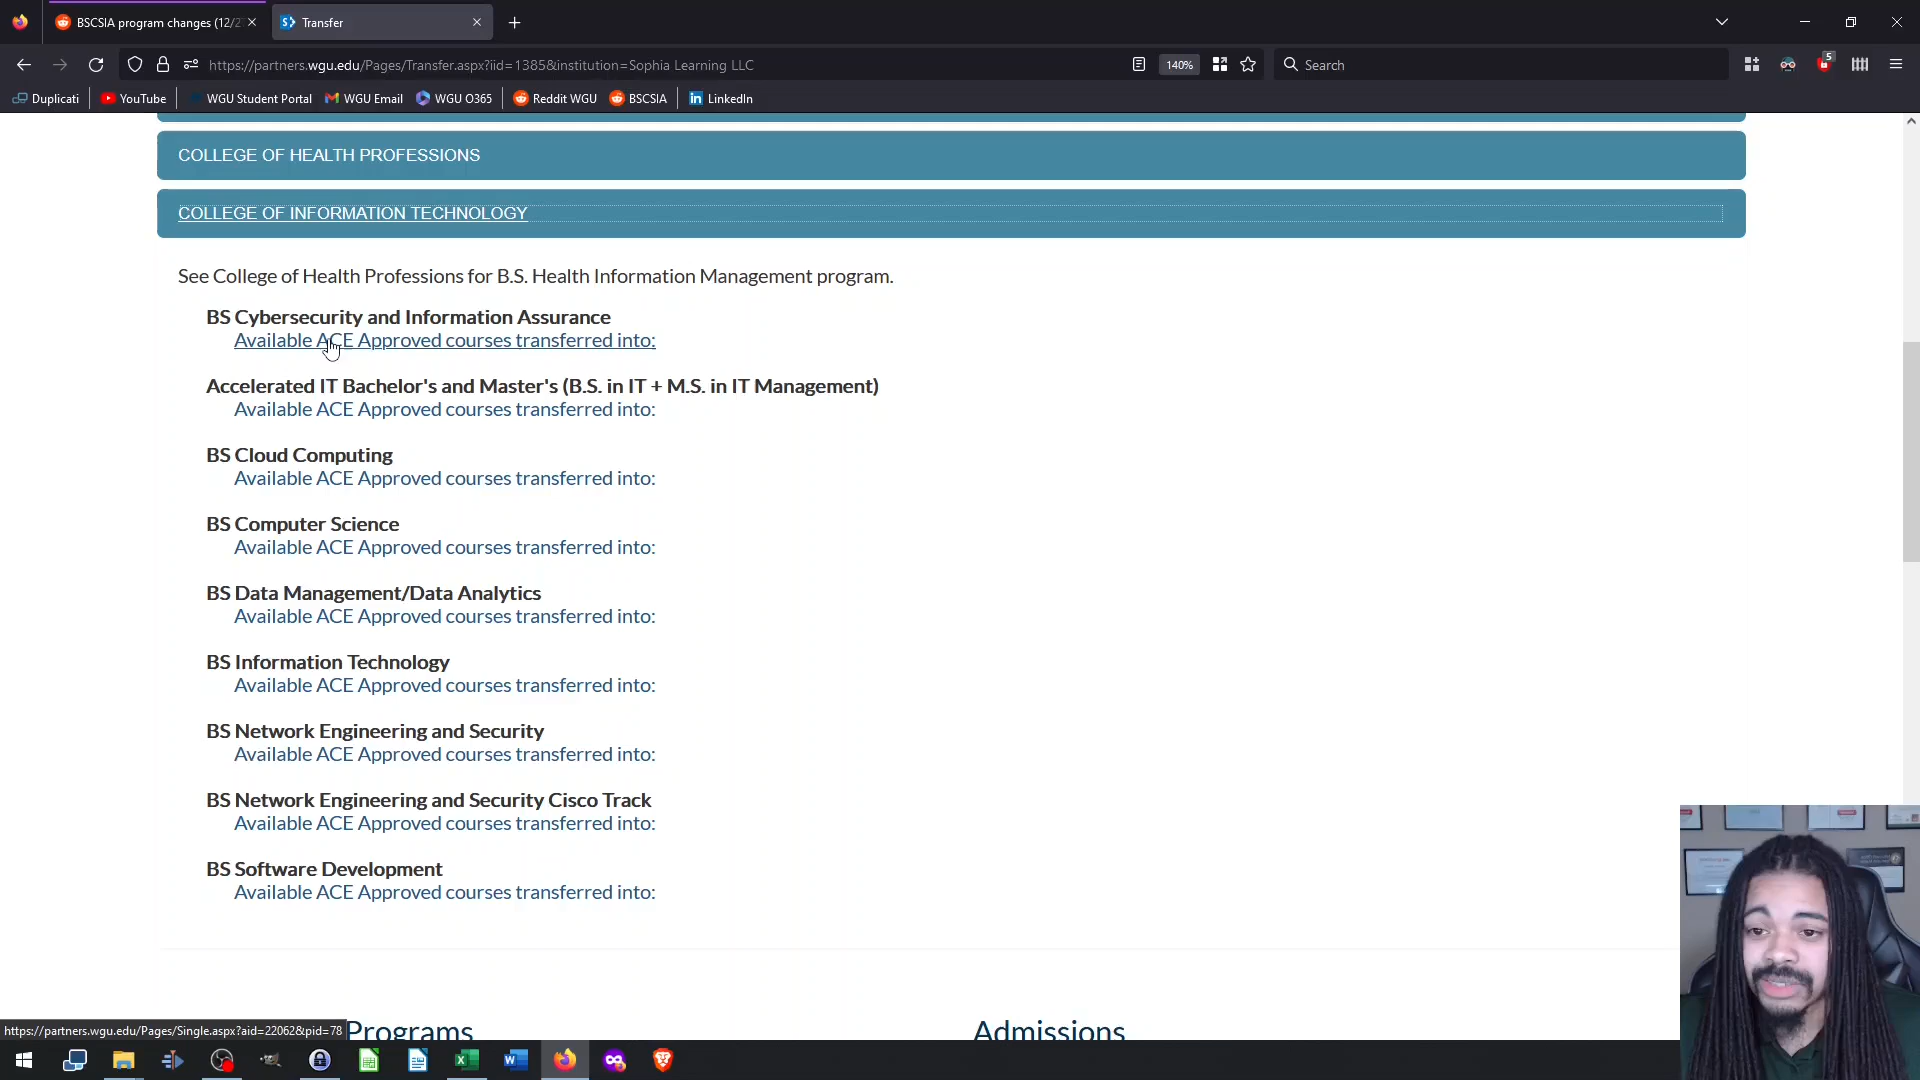 BSCSIA program changes (12/2
Transfer
https://partners.wgu.edu/Pages/Transfer.aspx?iid=1385&institution=Sophia Learning LLC
140%
Search
5
Duplicati
YouTube
WGU Student Portal
WGU Email
WGU O365
Reddit WGU
BSCSIA
LinkedIn
COLLEGE OF HEALTH PROFESSIONS
COLLEGE OF INFORMATION TECHNOLOGY
See College of Health Professions for B.S. Health Information Management program.
BS Cybersecurity and Information Assurance
Available ACE Approved courses transferred into:
Accelerated IT Bachelor's and Master's (B.S. in IT + M.S. in IT Management)
Available ACE Approved courses transferred into:
BS Cloud Computing
Available ACE Approved courses transferred into:
BS Computer Science
Available ACE Approved courses transferred into:
BS Data Management/Data Analytics
Available ACE Approved courses transferred into:
BS Information Technology
Available ACE Approved courses transferred into:
BS Network Engineering and Security
Available ACE Approved courses transferred into:
BS Network Engineering and Security Cisco Track
Available ACE Approved courses transferred into:
BS Software Development
Available ACE Approved courses transferred into:
Programs
Admissions
https://partners.wgu.edu/Pages/Single.aspx?aid=22062&pid=78